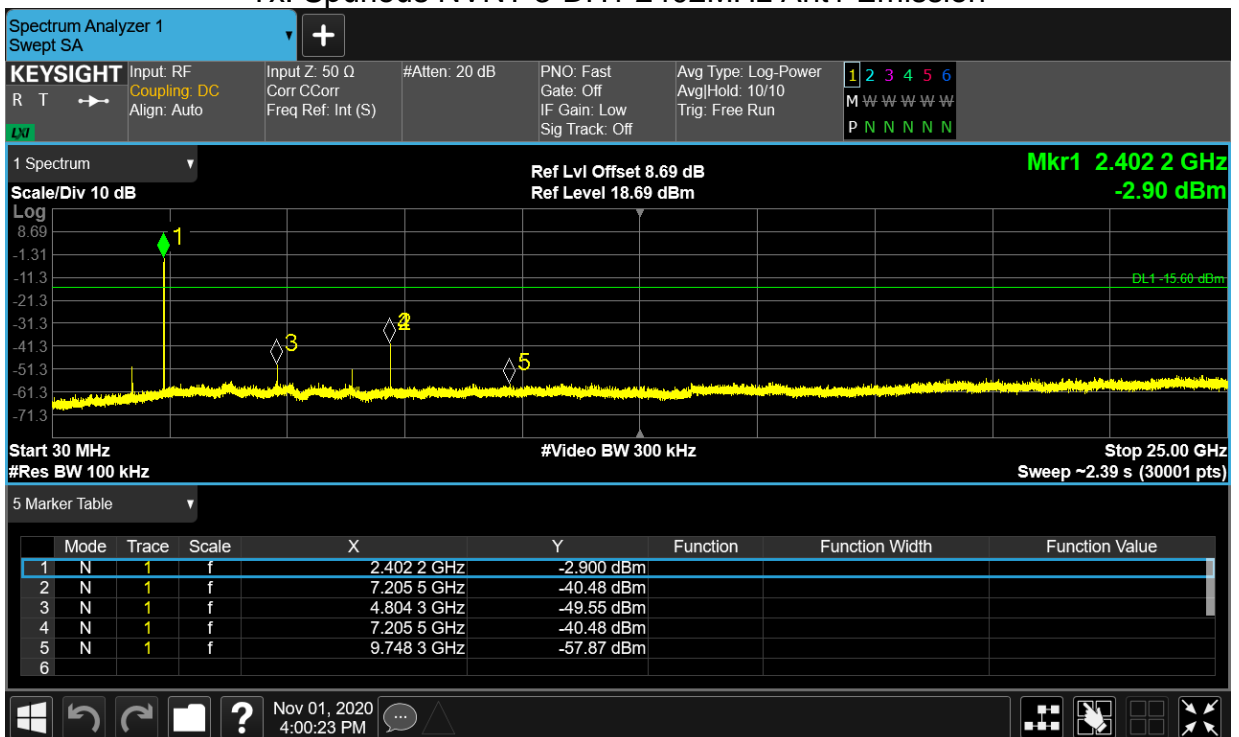 Tx. Spurious NVNT 3-DH1 2402MHz Ant1 Emission
Spectrum Analyzer 1
Swept SA
+
KEYSIGHT
R T
LXI
Input: RF
Coupling: DC
Align: Auto
Input Z: 50 Ω
Corr CCorr
Freq Ref: Int (S)
#Atten: 20 dB
PNO: Fast
Gate: Off
IF Gain: Low
Sig Track: Off
Avg Type: Log-Power
Avg|Hold: 10/10
Trig: Free Run
1 2 3 4 5 6
M W W W W W
P N N N N N
1 Spectrum
Scale/Div 10 dB
Ref Lvl Offset 8.69 dB
Ref Level 18.69 dBm
Mkr1 2.402 2 GHz
-2.90 dBm
Log
8.69
-1.31
-11.3
-21.3
-31.3
-41.3
-51.3
-61.3
-71.3
1
3
5
DL1 -15.60 dBm
Start 30 MHz
#Res BW 100 kHz
#Video BW 300 kHz
Stop 25.00 GHz
Sweep ~2.39 s (30001 pts)
5 Marker Table
Mode Trace Scale X Y Function Function Width Function Value
1 N 1 f 2.402 2 GHz -2.900 dBm
2 N 1 f 7.205 5 GHz -40.48 dBm
3 N 1 f 4.804 3 GHz -49.55 dBm
4 N 1 f 7.205 5 GHz -40.48 dBm
5 N 1 f 9.748 3 GHz -57.87 dBm
6
?
Nov 01, 2020
4:00:23 PM